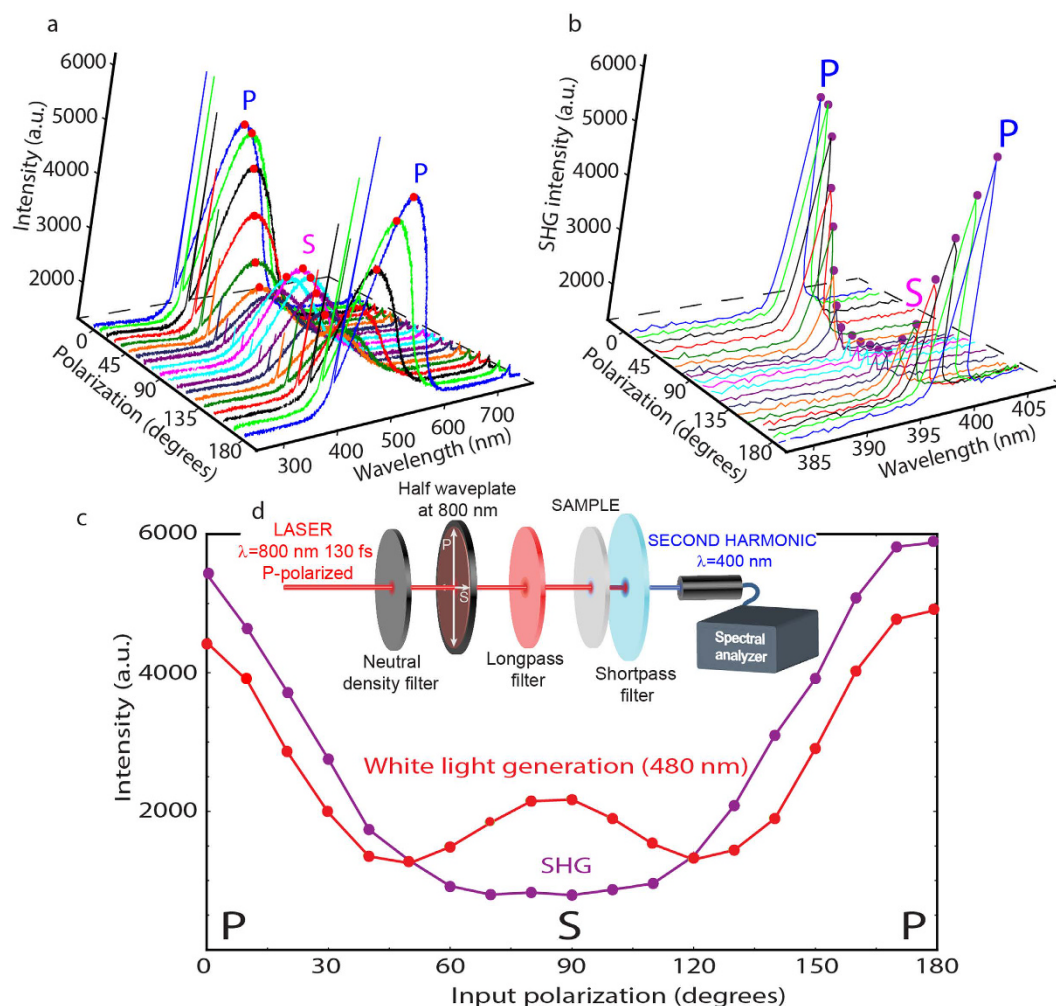 a
6000
5000
4000
3000
2000
Intensity (a.u.)
P
P
S
0
45
90
135
180
Polarization (degrees)
300
400
500
600
700
Wavelength (nm)
b
6000
5000
4000
3000
2000
SHG intensity (a.u.)
P
P
S
0
45
90
135
180
Polarization (degrees)
385
390
395
400
405
Wavelength (nm)
c
d
Half waveplate
at 800 nm
LASER
λ=800 nm 130 fs
P-polarized
P
S
SAMPLE
SECOND HARMONIC
λ=400 nm
Neutral
density filter
Longpass
filter
Shortpass
filter
Spectral
analyzer
6000
4000
2000
Intensity (a.u.)
White light generation (480 nm)
SHG
P
S
P
0
30
60
90
120
150
180
Input polarization (degrees)